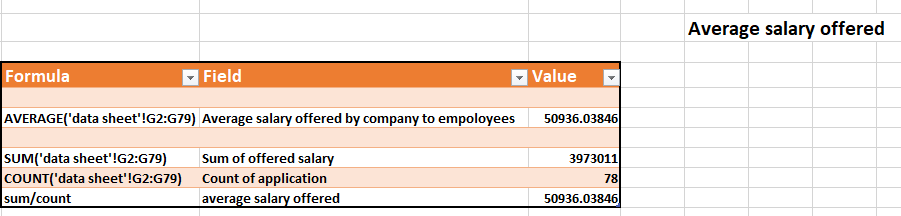 Average salary offered
Formula Field Value
AVERAGE('data sheet'!G2:G79) Average salary offered by company to empoloyees 50936.03846
SUM('data sheet'!G2:G79) Sum of offered salary 3973011
COUNT('data sheet'!G2:G79) Count of application 78
sum/count average salary offered 50936.03846